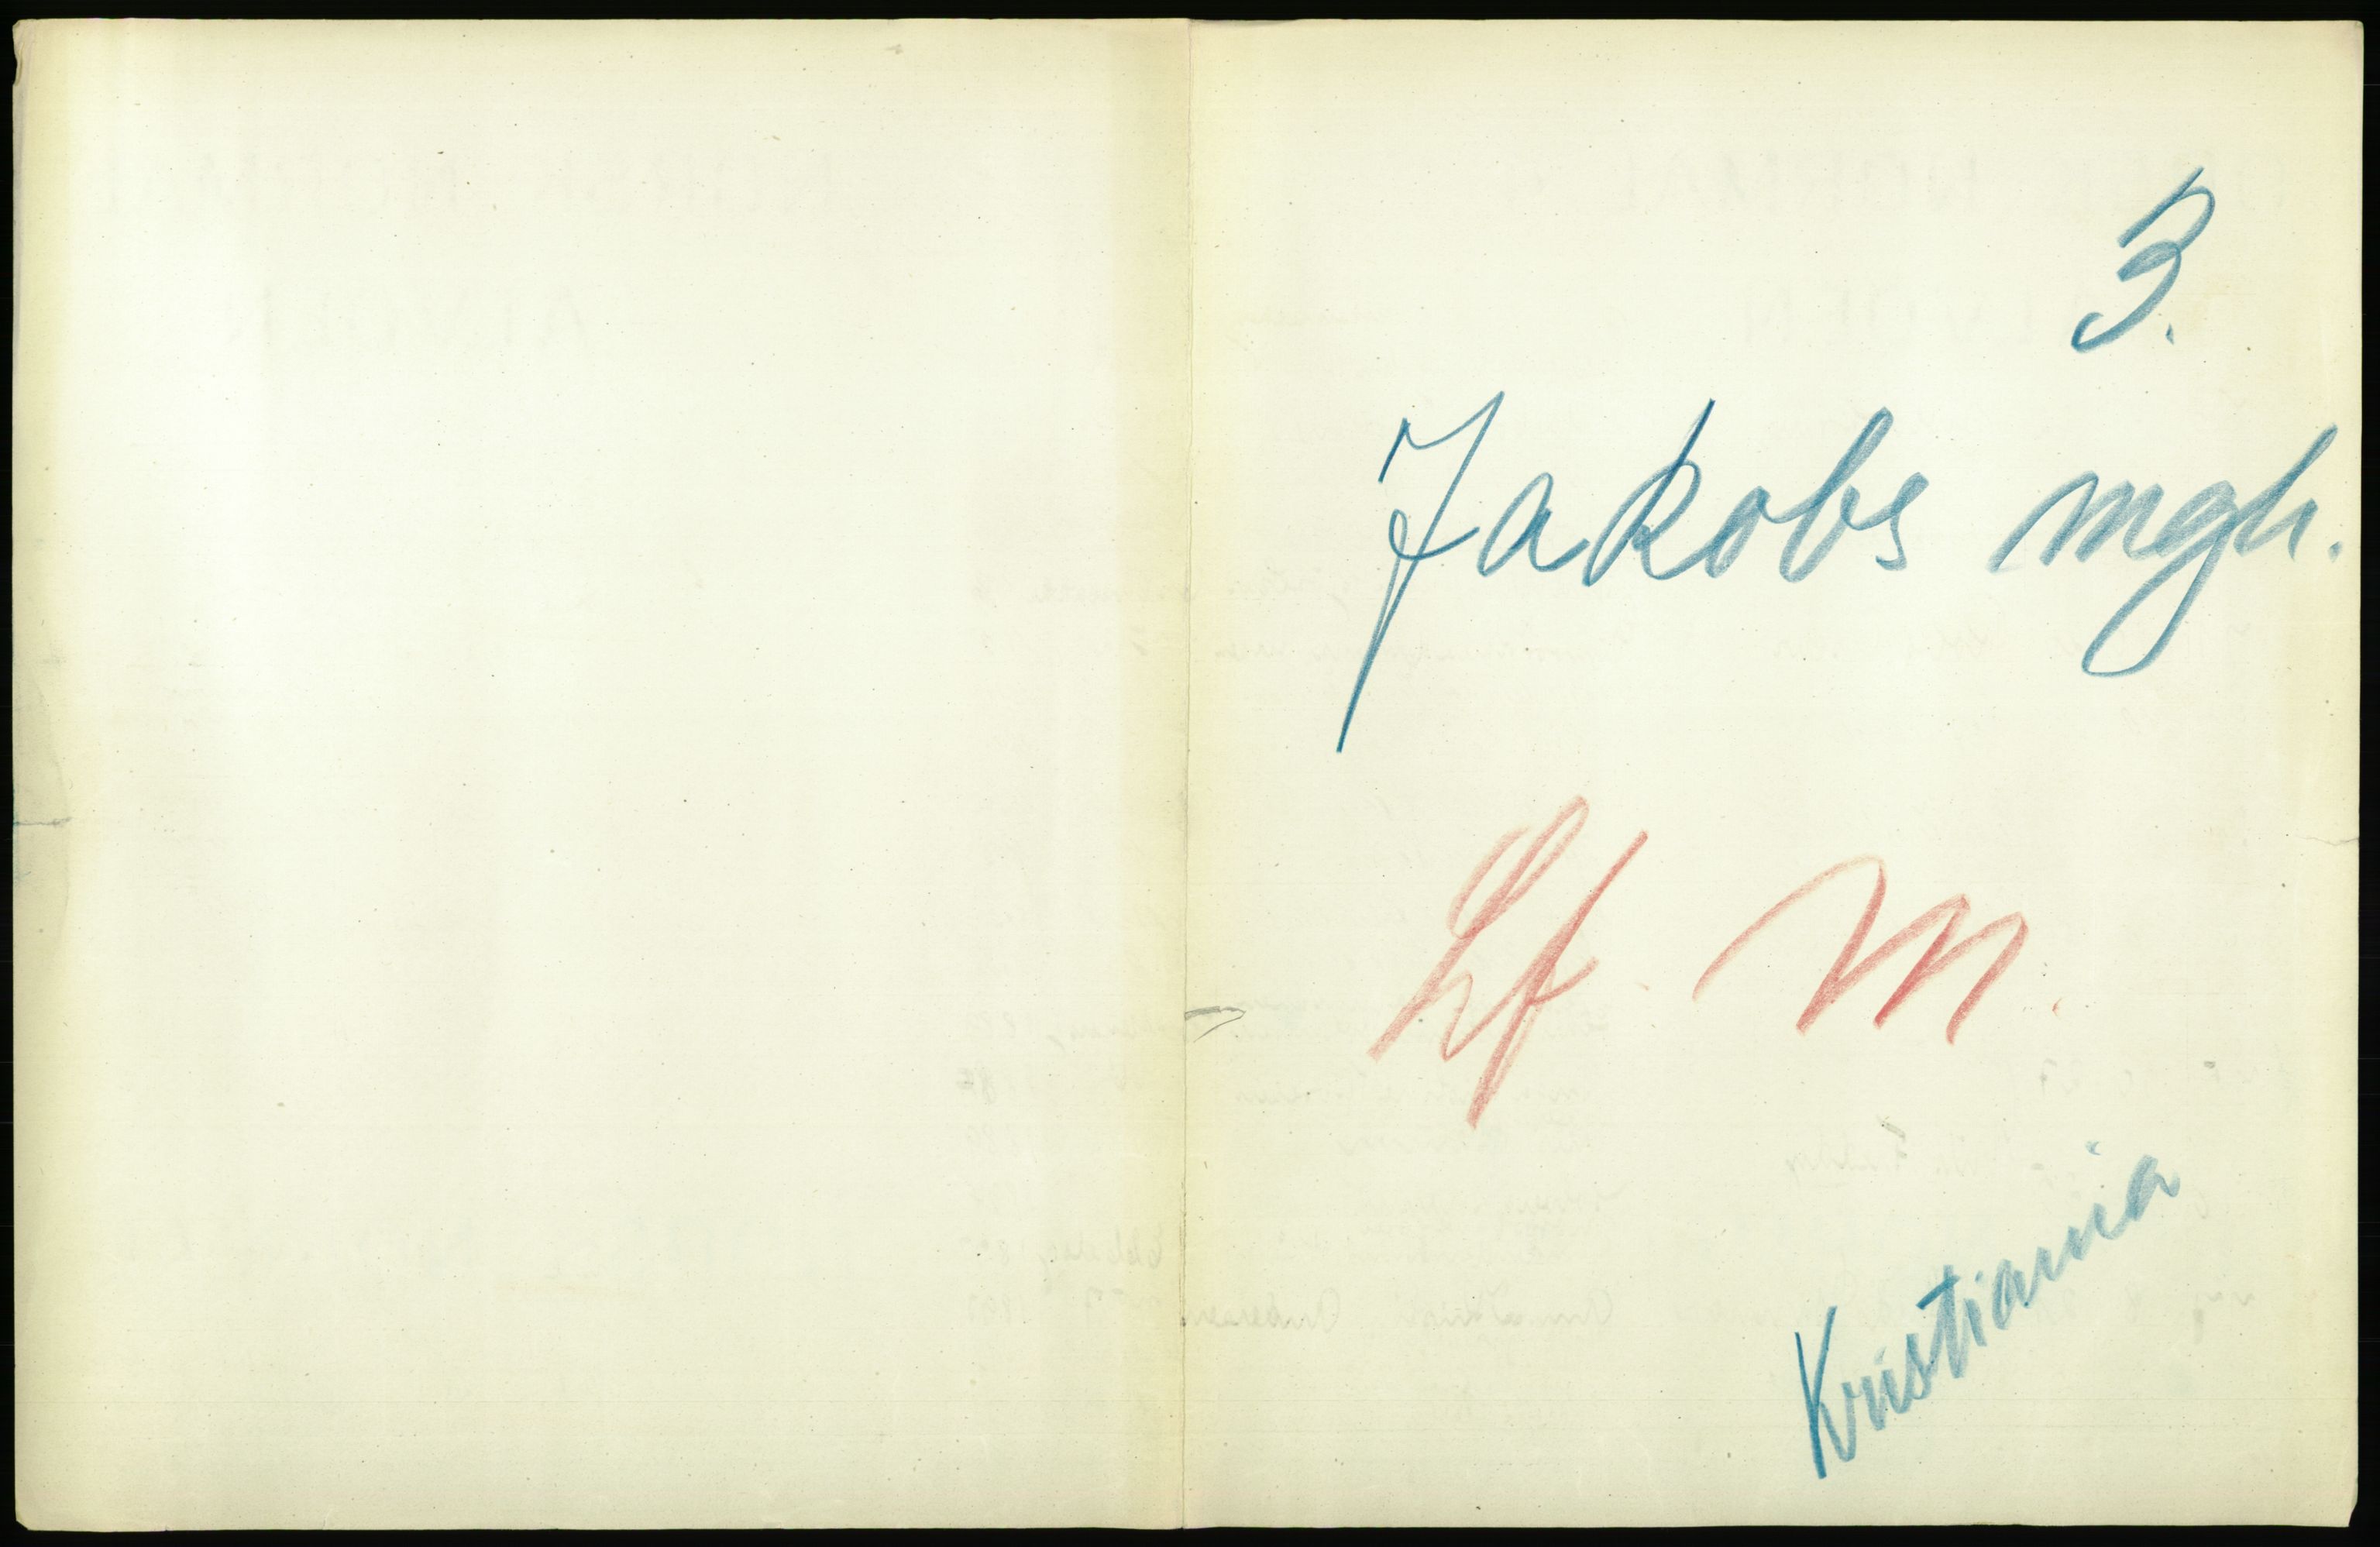 3.
Jakobs mgh.
Lf. M.
Kristiania